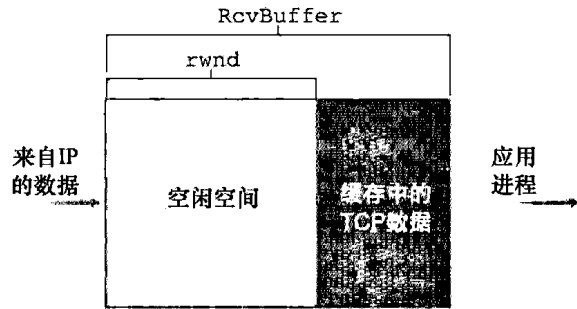 RcvBuffer
rwnd
来自IP
的数据
空闲空间
缓存中的
TCP数据
应用
进程